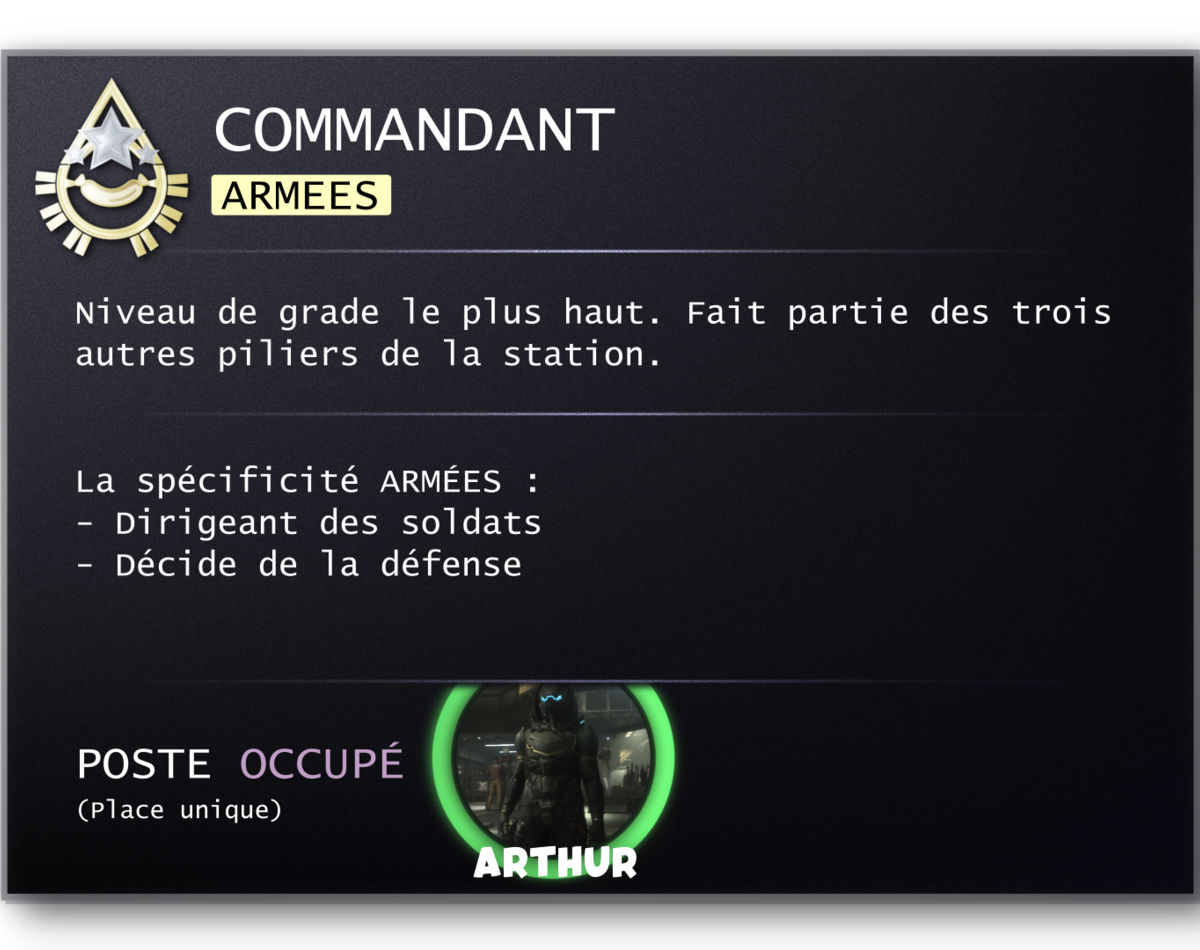 COMMANDANT
ARMEES
Niveau de grade le plus haut. Fait partie des trois
autres piliers de la station.
La spécificité ARMÉES :
- Dirigeant des soldats
- Décide de la défense
POSTE OCCUPÉ
(Place unique)
ARTHUR